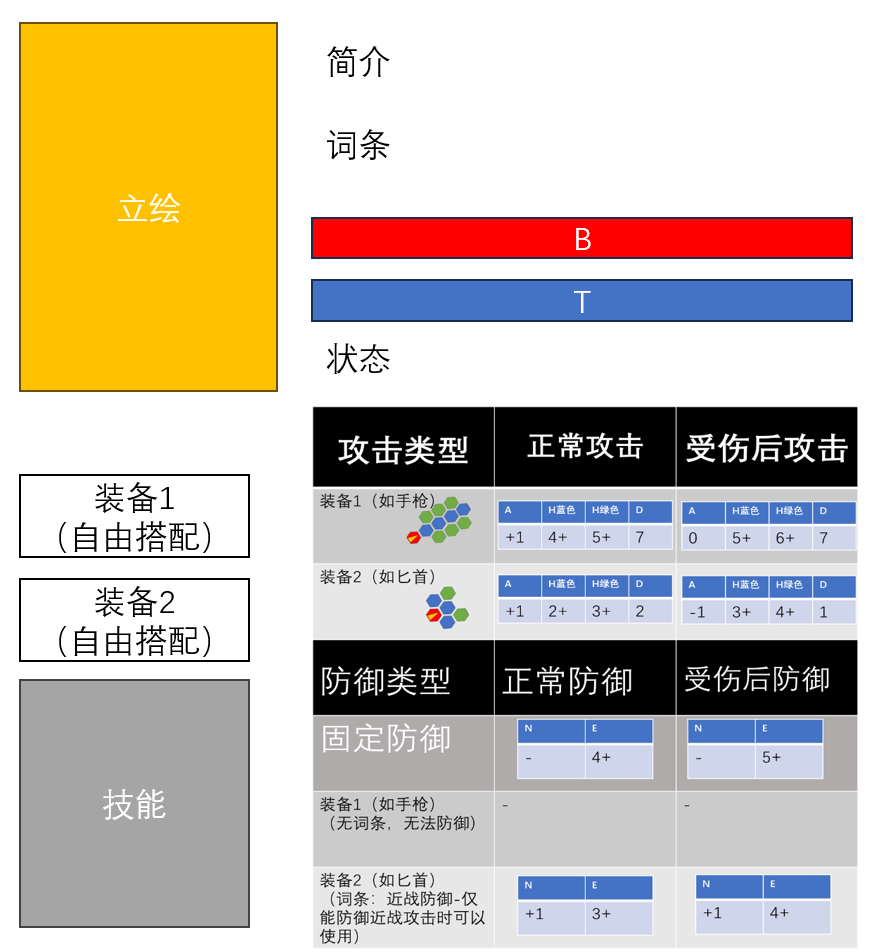 立绘
简介
词条
B
T
状态
装备1
（自由搭配）
装备2
（自由搭配）
技能
攻击类型 正常攻击 受伤后攻击
装备1（如手枪）
A H蓝色 H绿色 D
+1 4+ 5+ 7
A H蓝色 H绿色 D
0 5+ 6+ 7
装备2（如匕首）
A H蓝色 H绿色 D
+1 2+ 3+ 2
A H蓝色 H绿色 D
-1 3+ 4+ 1
防御类型 正常防御 受伤后防御
固定防御
N E
- 4+
N E
- 5+
装备1（如手枪）
（无词条，无法防御）
- -
装备2（如匕首）
（词条：近战防御-仅
能防御近战攻击时可以
使用）
N E
+1 3+
N E
+1 4+